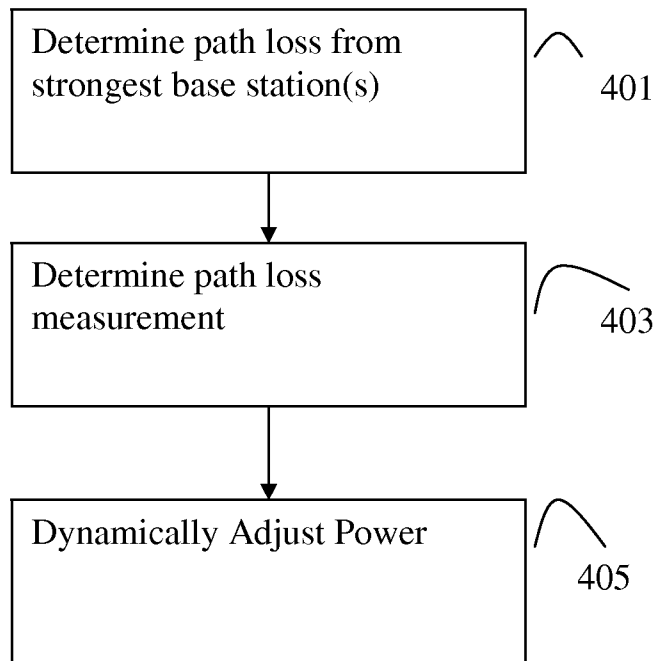 Determine path loss from
strongest base station(s)
401
Determine path loss
measurement
403
Dynamically Adjust Power
405